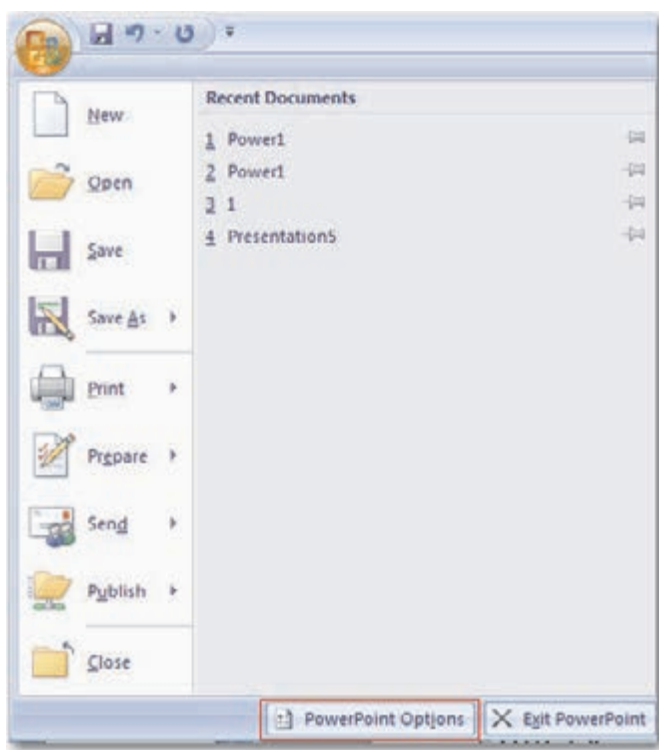 New
Open
Save
Save As
Print
Prepare
Send
Publish
Close
Recent Documents
1 Power1
2 Power1
3 1
4 Presentation5
PowerPoint Options
Exit PowerPoint